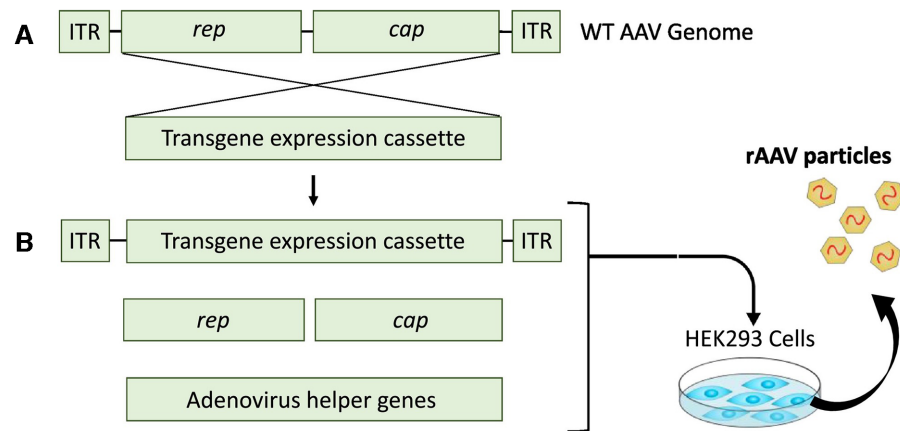 A
ITR rep cap ITR WT AAV Genome
Transgene expression cassette
rAAV particles
B
ITR Transgene expression cassette ITR
rep cap
HEK293 Cells
Adenovirus helper genes